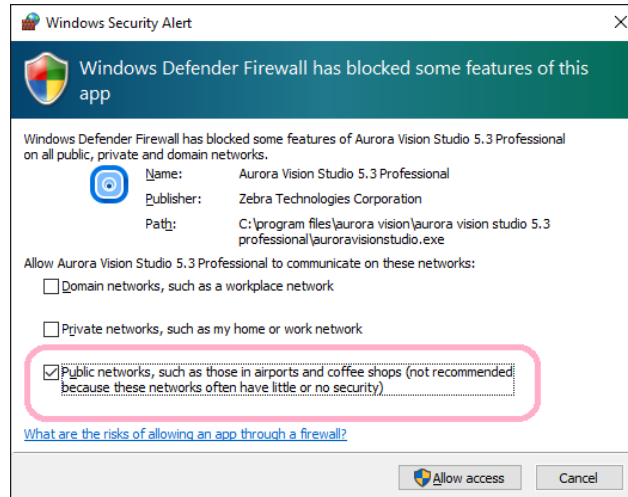 Windows Security Alert
Windows Defender Firewall has blocked some features of this
app
Windows Defender Firewall has blocked some features of Aurora Vision Studio 5.3 Professional
on all public, private and domain networks.
Name: Aurora Vision Studio 5.3 Professional
Publisher: Zebra Technologies Corporation
Path: C:\program files\aurora vision\aurora vision studio 5.3
professional\auroravisionstudio.exe
Allow Aurora Vision Studio 5.3 Professional to communicate on these networks:
Domain networks, such as a workplace network
Private networks, such as my home or work network
Public networks, such as those in airports and coffee shops (not recommended
because these networks often have little or no security)
What are the risks of allowing an app through a firewall?
Allow access Cancel